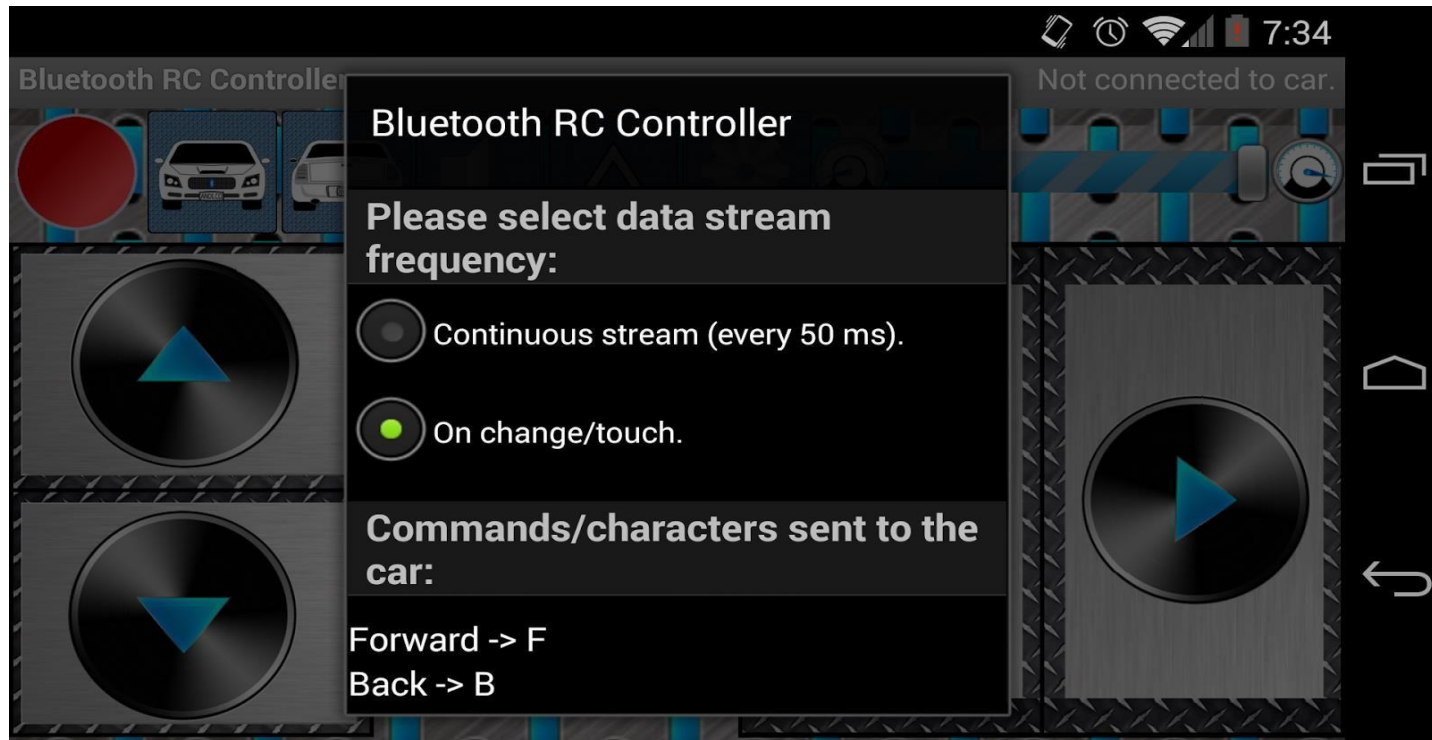 7:34
Bluetooth RC Controller
Not connected to car.
Bluetooth RC Controller
Please select data stream
frequency:
Continuous stream (every 50 ms).
On change/touch.
Commands/characters sent to the
car:
Forward -> F
Back -> B